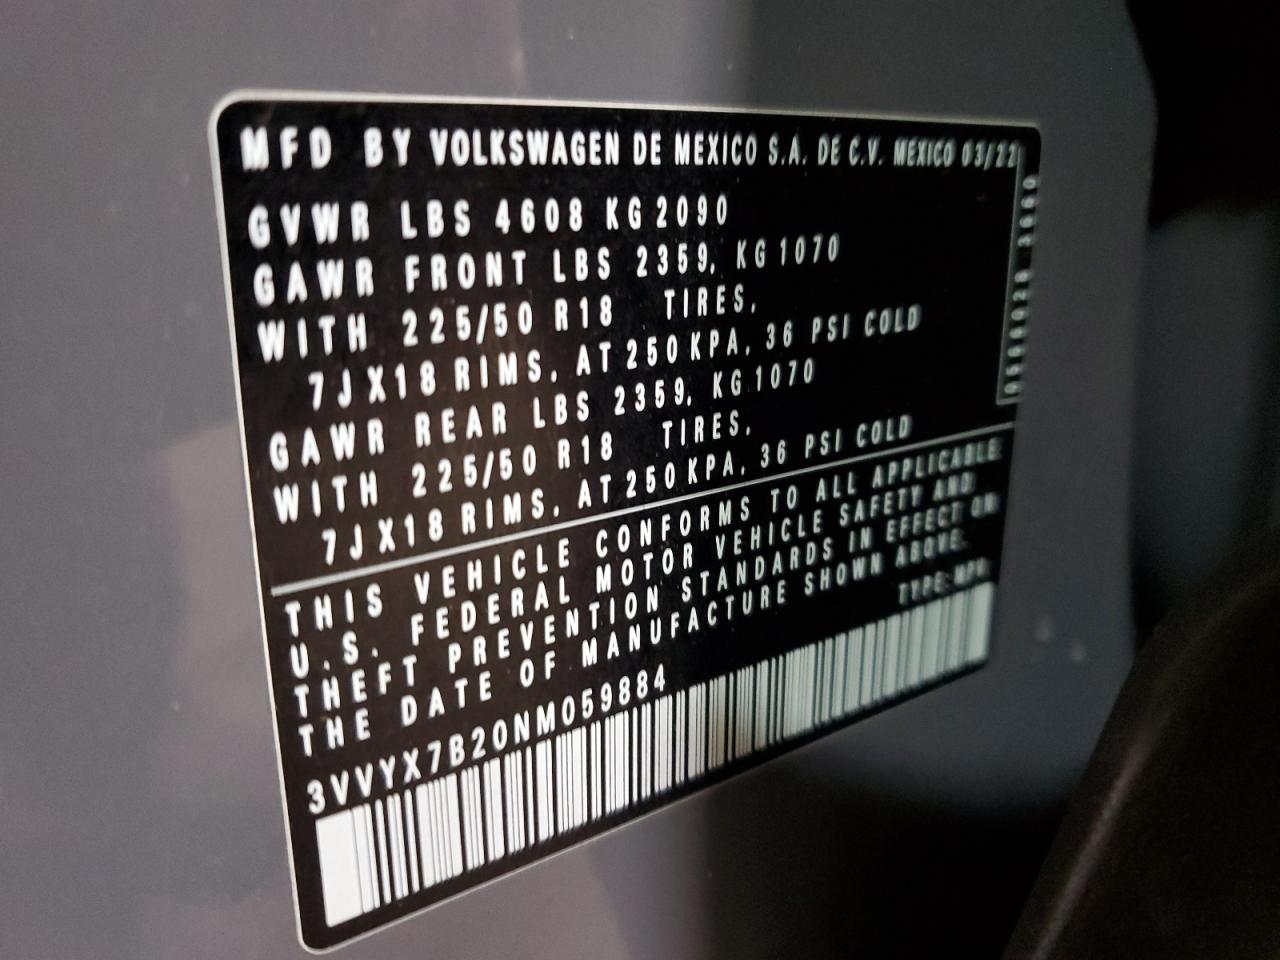 MFD BY VOLKSWAGEN DE MEXICO S.A. DE C.V. MEXICO 03/22
GVWR LBS 4608 KG 2090
GAWR FRONT LBS 2359, KG 1070
WITH 225/50 R18 TIRES,
7JX18 RIMS, AT 250 KPA, 36 PSI COLD
GAWR REAR LBS 2359, KG 1070
WITH 225/50 R18 TIRES,
7JX18 RIMS, AT 250 KPA, 36 PSI COLD
THIS VEHICLE CONFORMS TO ALL APPLICABLE
U.S. FEDERAL MOTOR VEHICLE SAFETY AND
THEFT PREVENTION STANDARDS IN EFFECT ON
THE DATE OF MANUFACTURE SHOWN ABOVE.
TYPE: MPV
3VVYX7B20NM059884